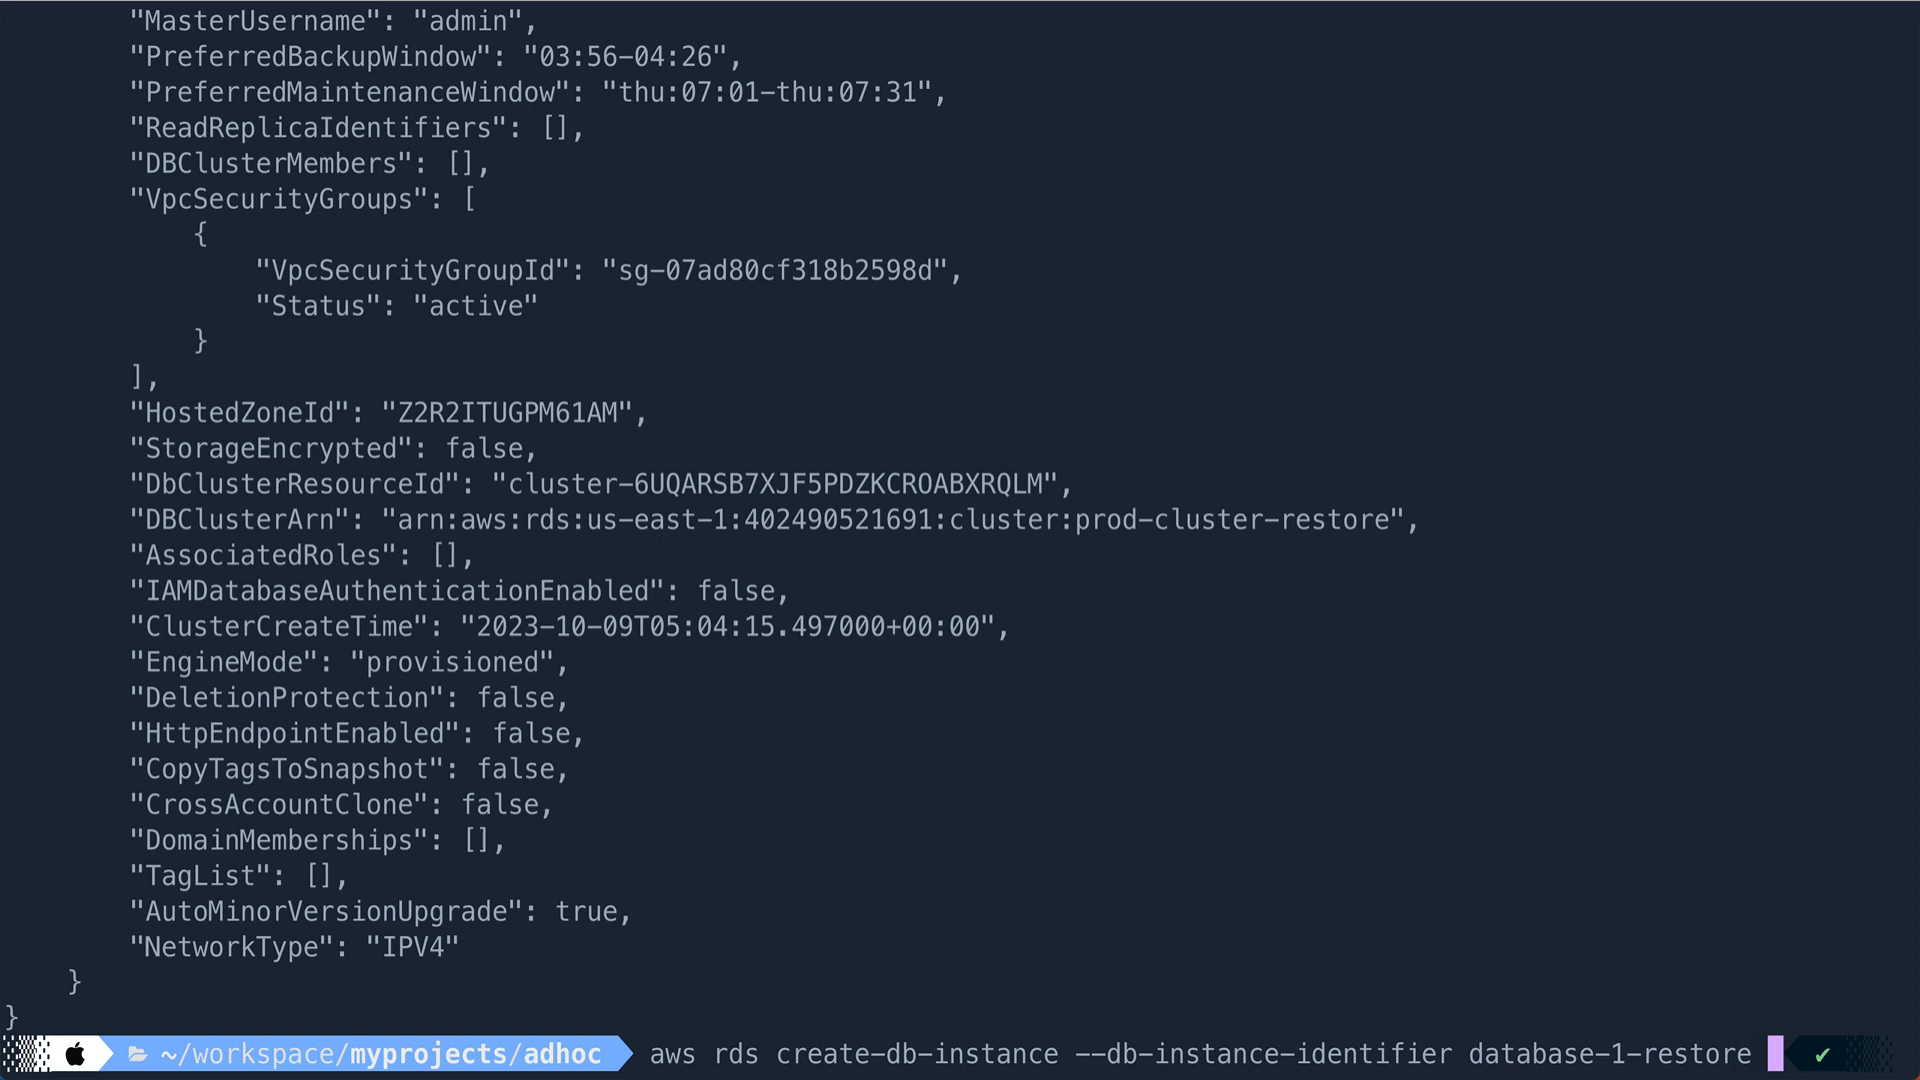 "MasterUsername": "admin",
"PreferredBackupWindow": "03:56-04:26",
"PreferredMaintenanceWindow": "thu:07:01-thu:07:31",
"ReadReplicaIdentifiers": [],
"DBClusterMembers": [],
"VpcSecurityGroups": [
{
"VpcSecurityGroupId": "sg-07ad80cf318b2598d",
"Status": "active"
}
],
"HostedZoneId": "Z2R2ITUGPM61AM",
"StorageEncrypted": false,
"DbClusterResourceId": "cluster-6UQARSB7XJF5PDZKCROABXRQLM",
"DBClusterArn": "arn:aws:rds:us-east-1:402490521691:cluster:prod-cluster-restore",
"AssociatedRoles": [],
"IAMDatabaseAuthenticationEnabled": false,
"ClusterCreateTime": "2023-10-09T05:04:15.497000+00:00",
"EngineMode": "provisioned",
"DeletionProtection": false,
"HttpEndpointEnabled": false,
"CopyTagsToSnapshot": false,
"CrossAccountClone": false,
"DomainMemberships": [],
"TagList": [],
"AutoMinorVersionUpgrade": true,
"NetworkType": "IPV4"
}
}
~/workspace/myprojects/adhoc aws rds create-db-instance --db-instance-identifier database-1-restore ✔